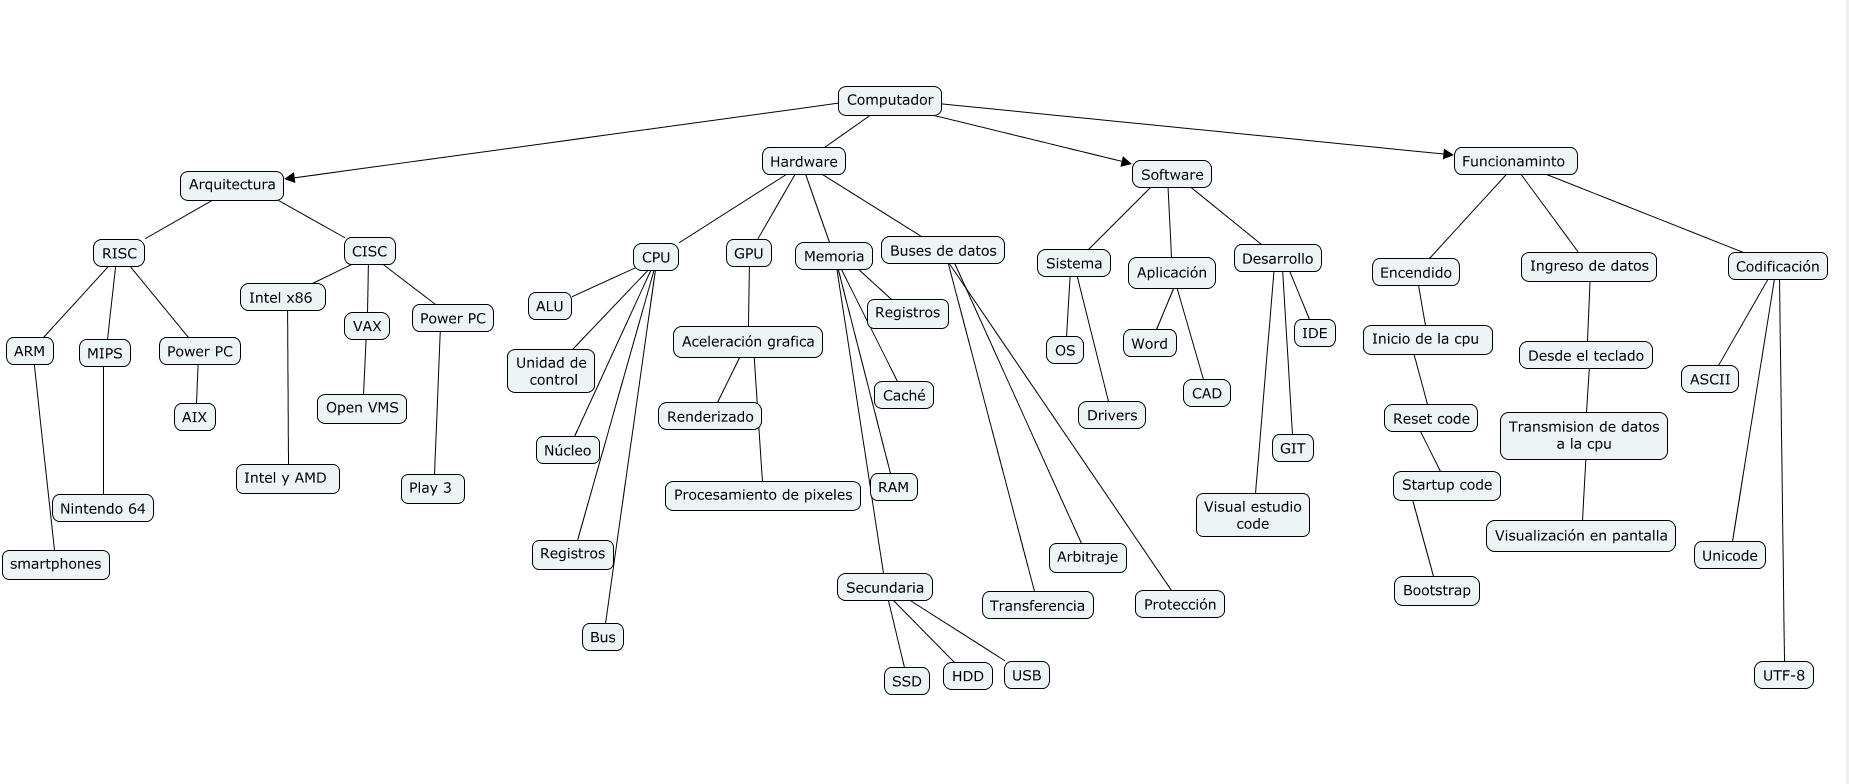 Computador
Hardware
Funcionaminto
Software
Arquitectura
RISC
CISC
CPU
GPU
Memoria
Buses de datos
Sistema
Aplicación
Desarrollo
Encendido
Ingreso de datos
Codificación
Intel x86
VAX
Power PC
ALU
Registros
ARM
MIPS
Power PC
Unidad de
control
Aceleración grafica
OS
Word
IDE
Inicio de la cpu
Desde el teclado
ASCII
AIX
Open VMS
Renderizado
Caché
Drivers
CAD
Reset code
Transmision de datos
a la cpu
Núcleo
GIT
Intel y AMD
Play 3
Procesamiento de pixeles
RAM
Startup code
Nintendo 64
Visual estudio
code
Visualización en pantalla
smartphones
Registros
Arbitraje
Unicode
Secundaria
Transferencia
Protección
Bootstrap
Bus
SSD
HDD
USB
UTF-8